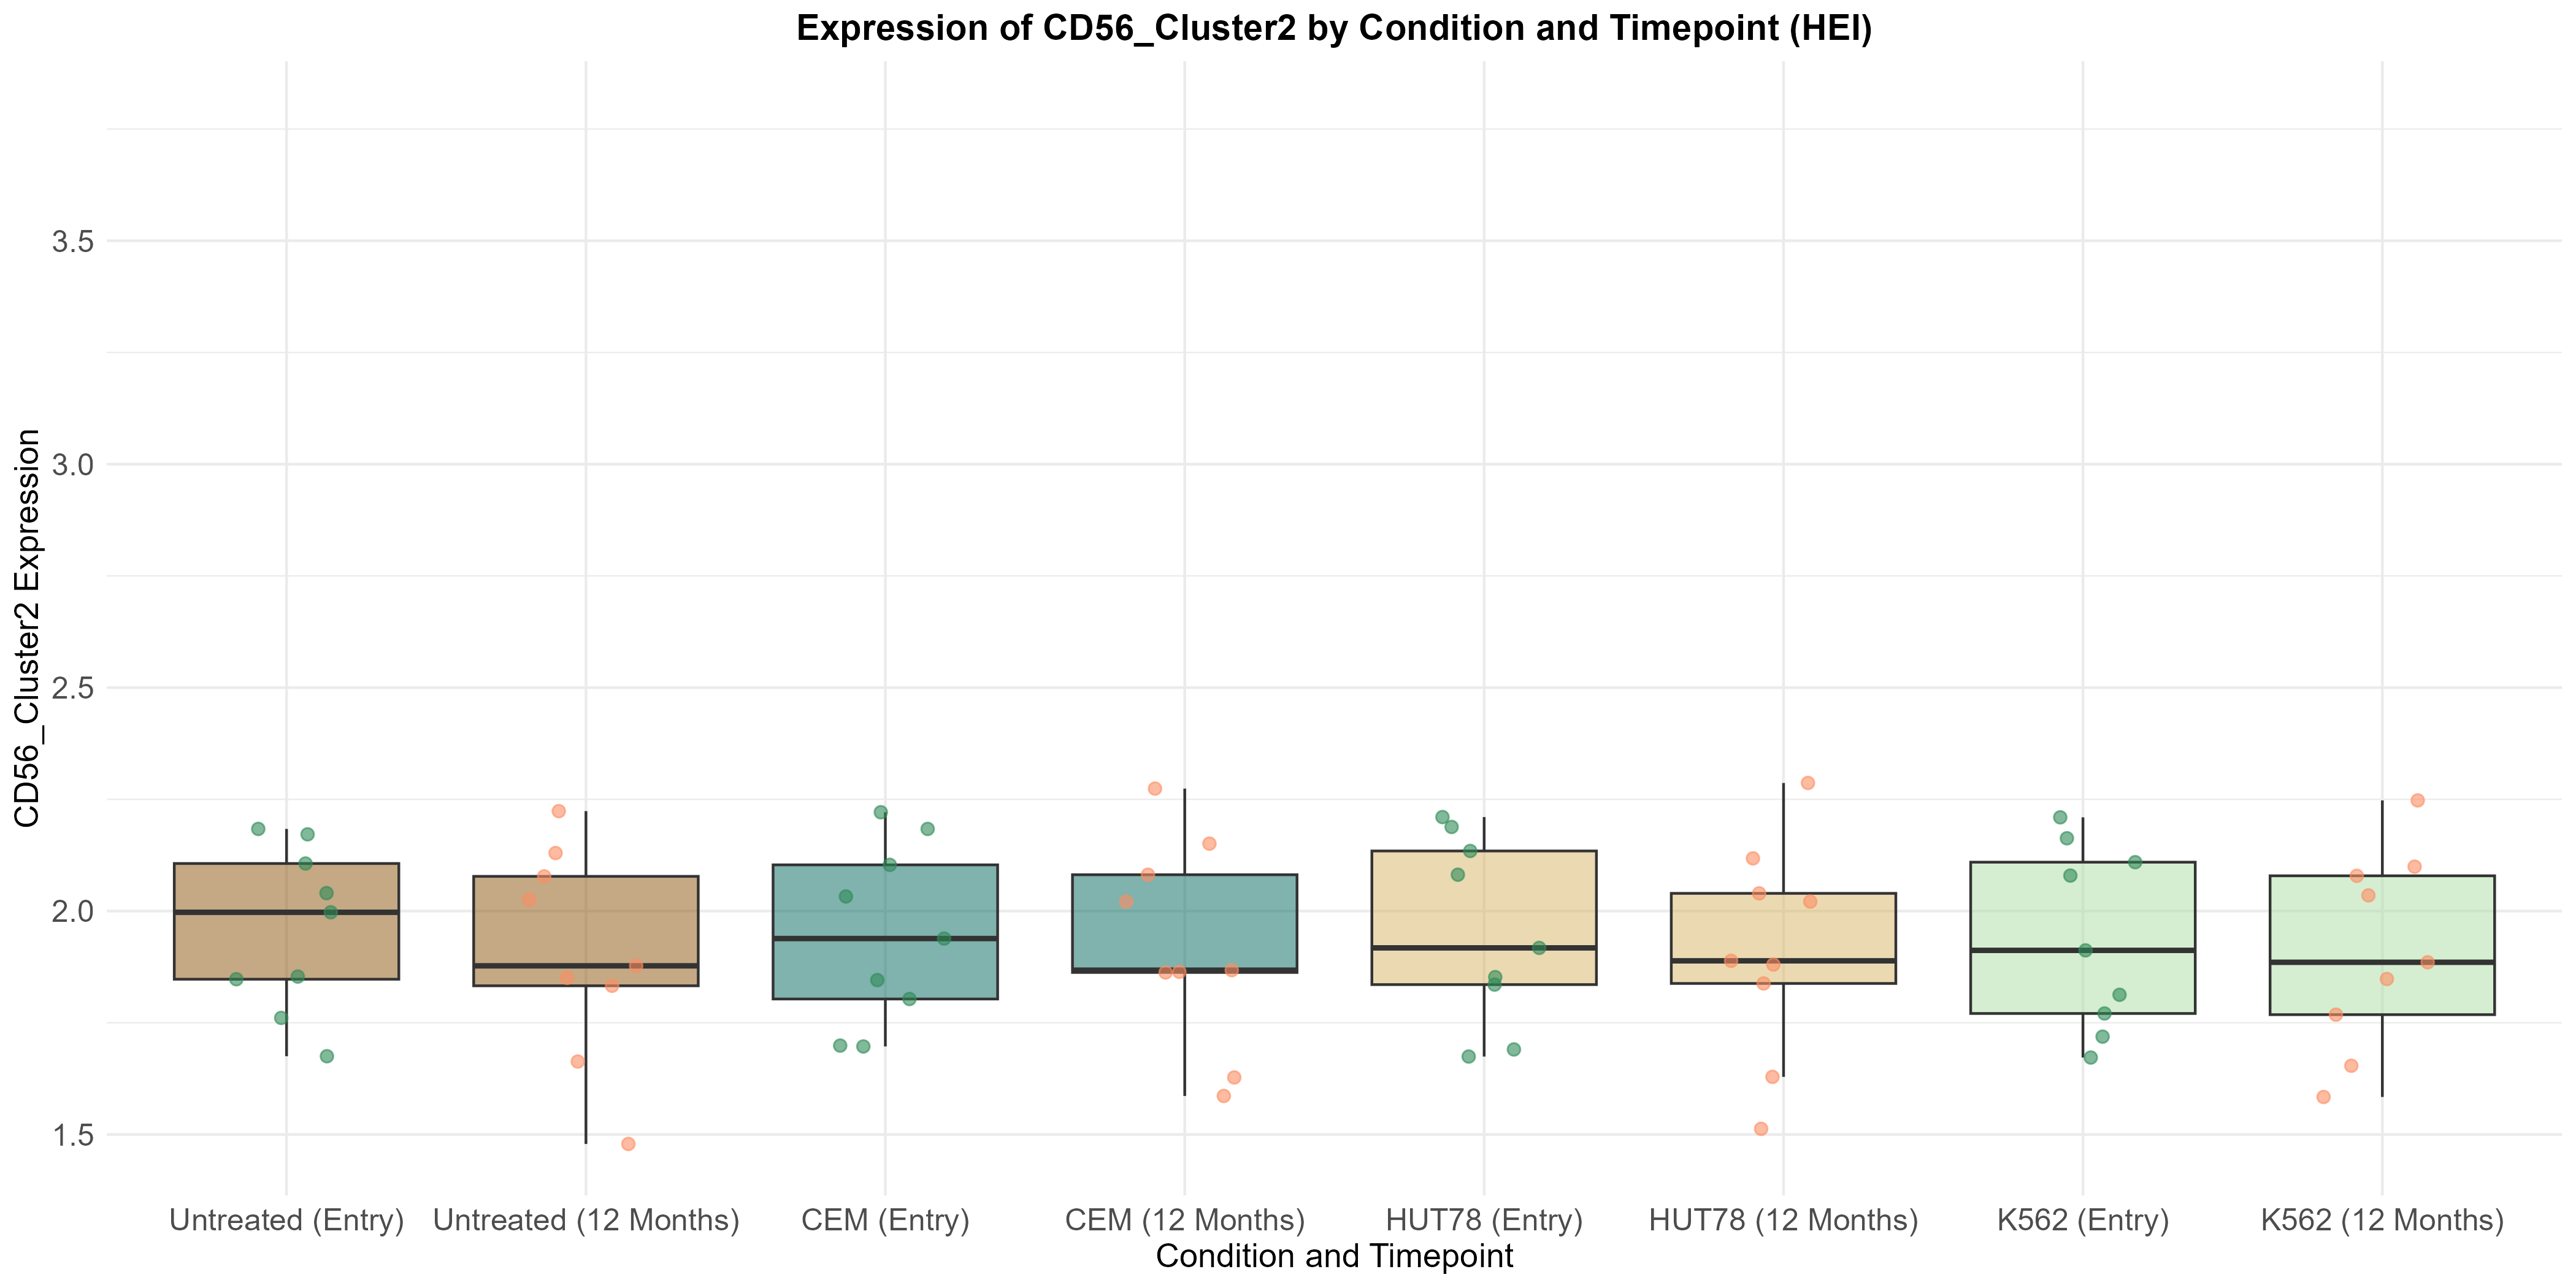 Expression of CD56_Cluster2 by Condition and Timepoint (HEI)
CD56_Cluster2 Expression
3.5
3.0
2.5
2.0
1.5
Untreated (Entry)
Untreated (12 Months)
CEM (Entry)
CEM (12 Months)
HUT78 (Entry)
HUT78 (12 Months)
K562 (Entry)
K562 (12 Months)
Condition and Timepoint